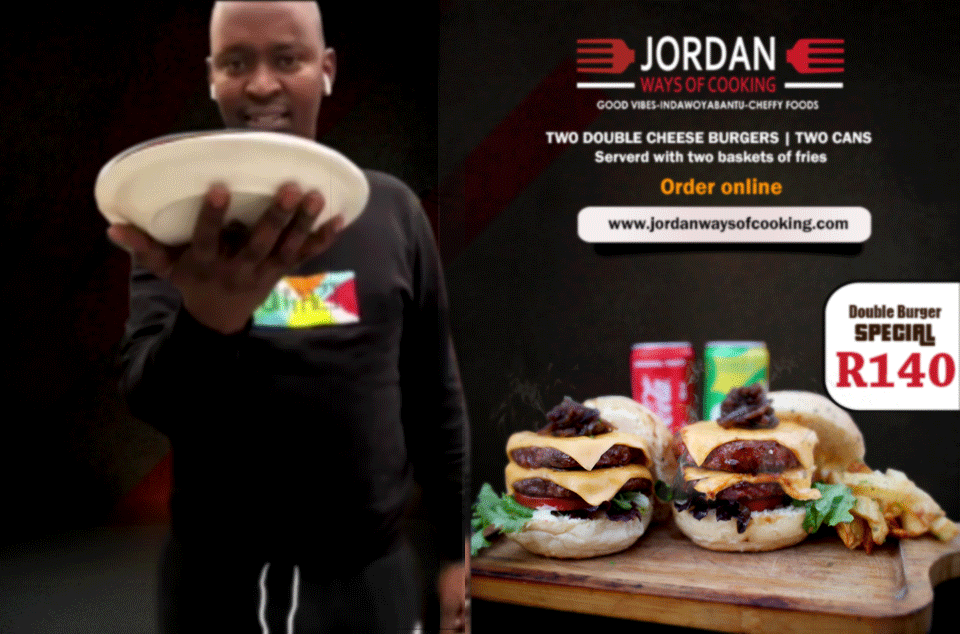 JORDAN
WAYS OF COOKING
GOOD VIBES-INDAWOYABANTU-CHEFFY FOODS
TWO DOUBLE CHEESE BURGERS | TWO CANS
Serverd with two baskets of fries
Order online
www.jordanwaysofcooking.com
Double Burger
SPECIAL
R140